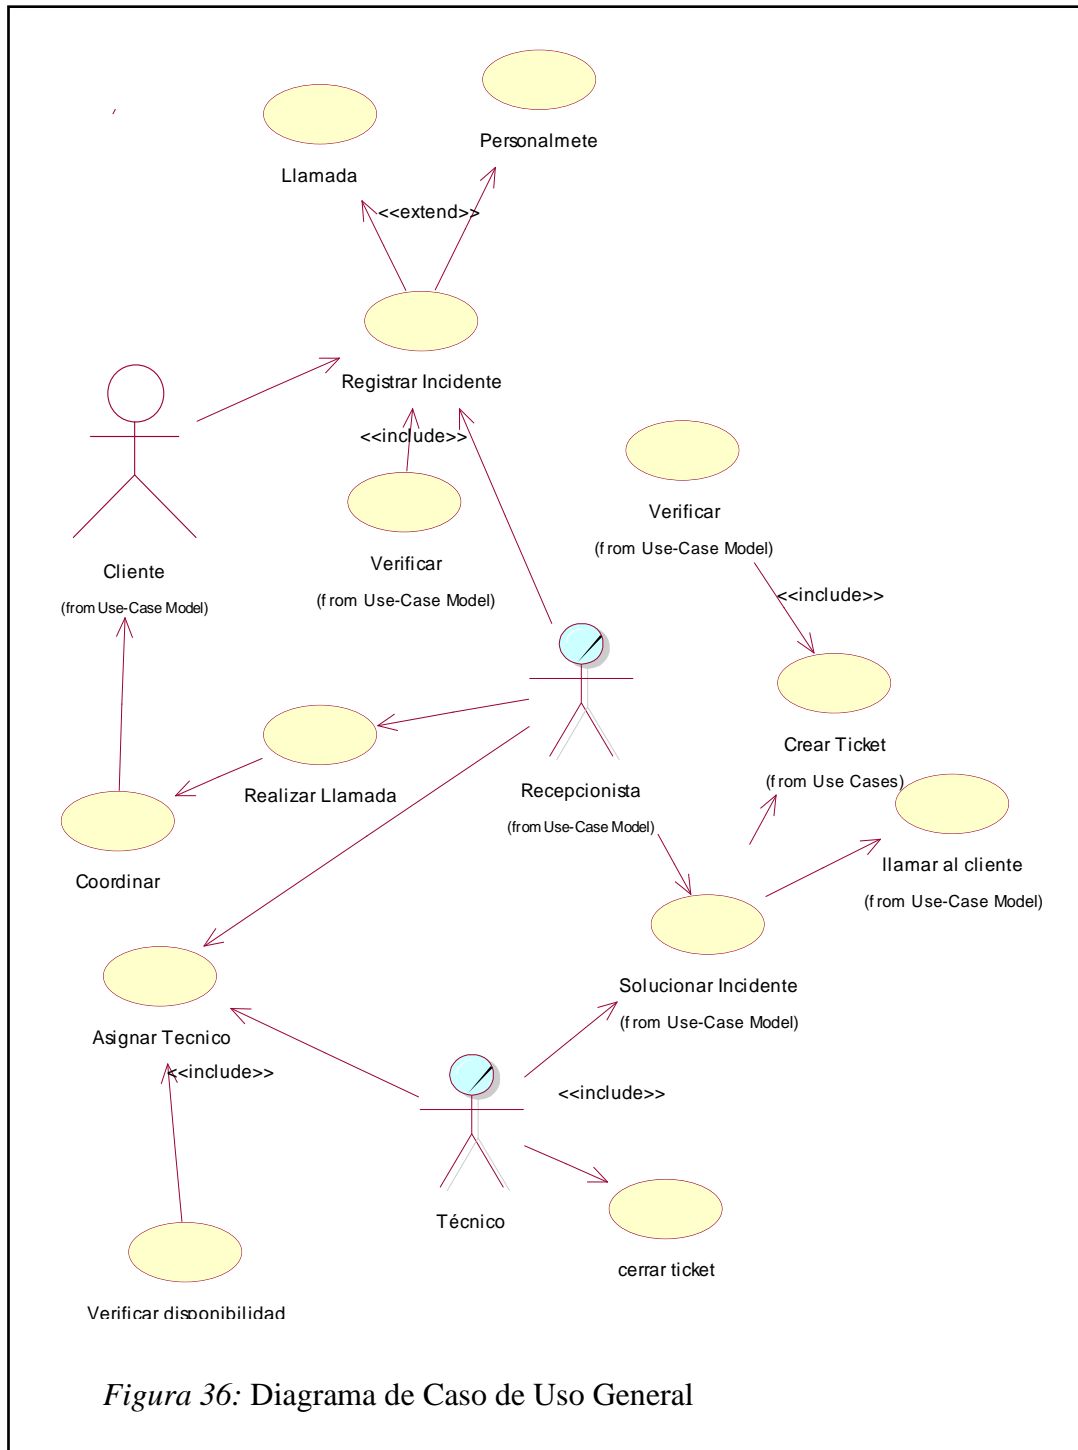 Personalmete
Llamada
<<extend>>
Registrar Incidente
<<include>>
Verificar
(from Use-Case Model)
Verificar
(from Use-Case Model)
Cliente
(from Use-Case Model)
<<include>>
Crear Ticket
(from Use Cases)
Realizar Llamada
Recepcionista
(from Use-Case Model)
llamar al cliente
(from Use-Case Model)
Coordinar
Solucionar Incidente
(from Use-Case Model)
Asignar Tecnico
<<include>>
<<include>>
Técnico
cerrar ticket
Verificar disponibilidad
Figura 36: Diagrama de Caso de Uso General